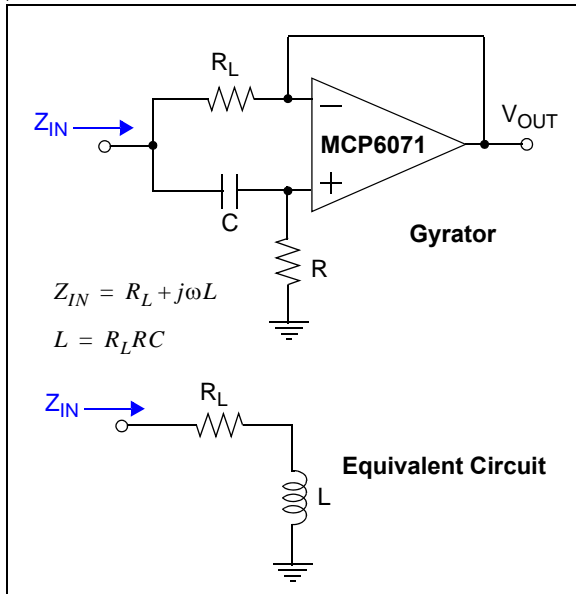 R_L
Z_IN
−
V_OUT
MCP6071
+
C
Gyrator
R
Z_IN = R_L + jωL
L = R_L RC
Z_IN
R_L
Equivalent Circuit
L